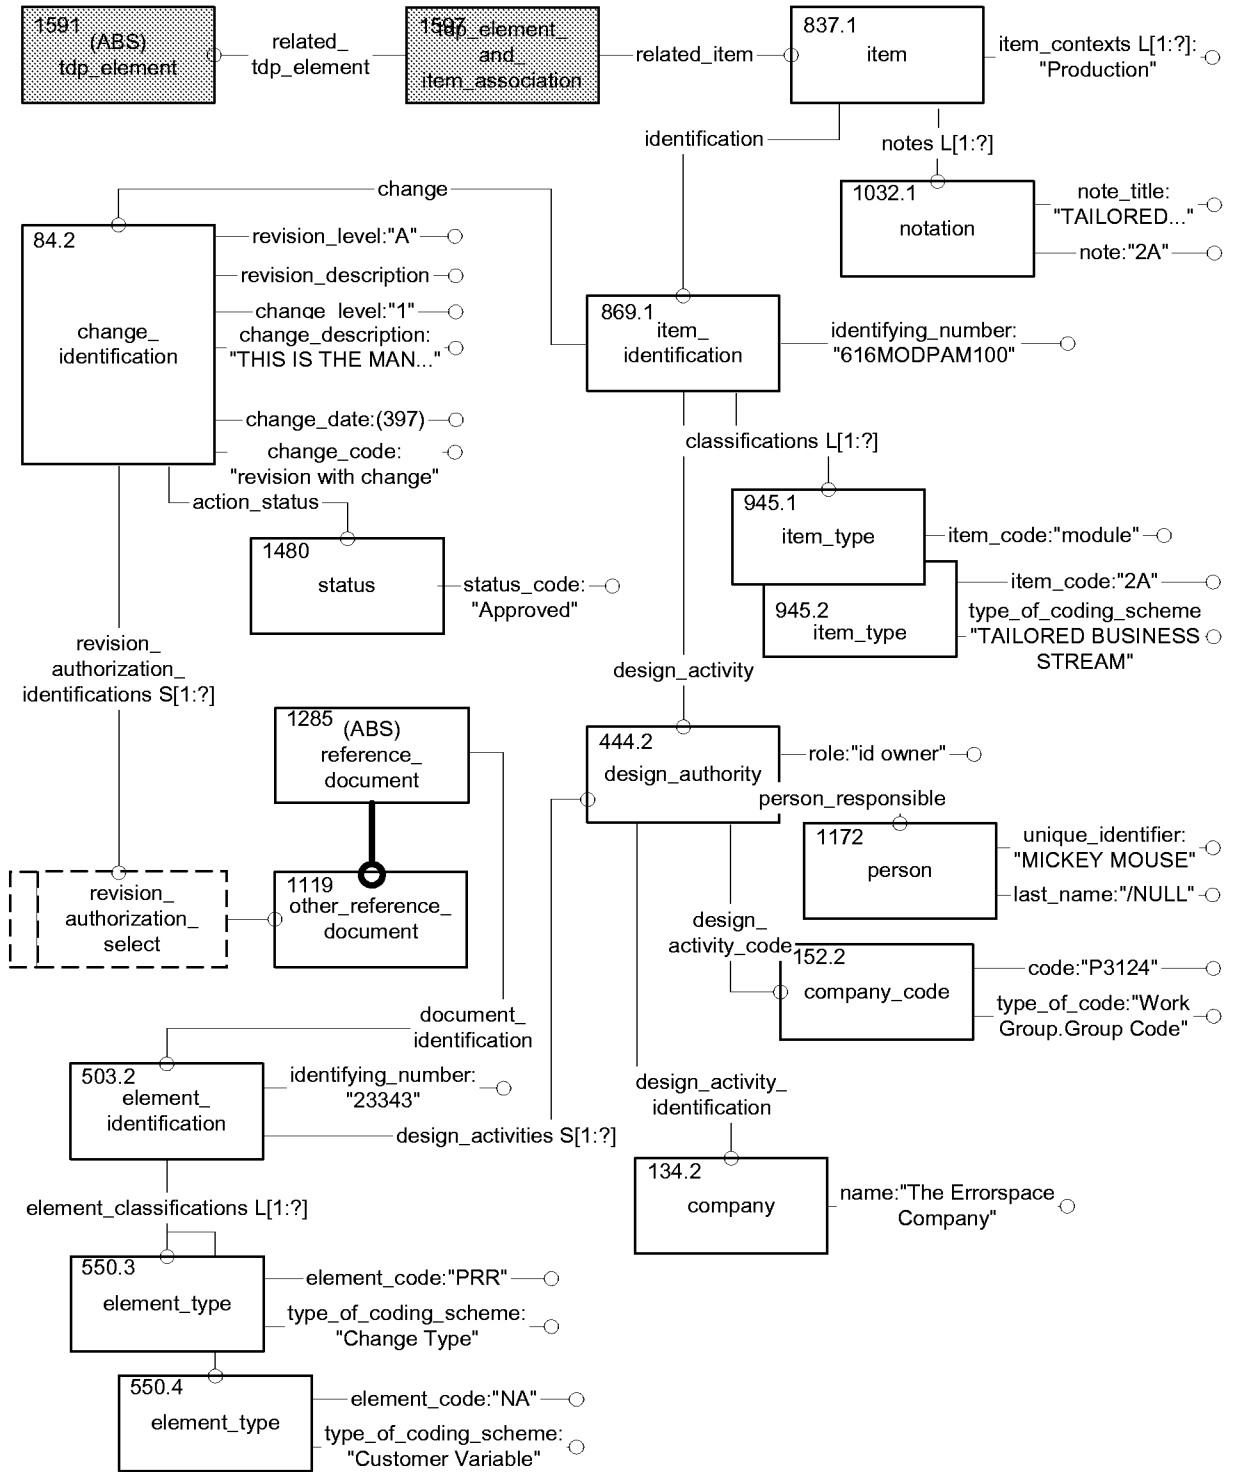 1591
(ABS)
tdp_element
related_
tdp_element
1597
tdp_element_
and_
item_association
related_item
837.1
item
item_contexts L[1:?]:
"Production"
identification
notes L[1:?]
change
1032.1
notation
note_title:
"TAILORED..."
note:"2A"
84.2
change_
identification
revision_level:"A"
revision_description
change_level:"1"
change_description:
"THIS IS THE MAN..."
change_date:(397)
change_code:
"revision with change"
869.1
item_
identification
identifying_number:
"616MODPAM100"
classifications L[1:?]
action_status
1480
status
status_code:
"Approved"
945.1
item_type
item_code:"module"
945.2
item_type
item_code:"2A"
type_of_coding_scheme
"TAILORED BUSINESS
STREAM"
revision_
authorization_
identifications S[1:?]
design_activity
1285
(ABS)
reference_
document
444.2
design_authority
role:"id owner"
person_responsible
1172
person
unique_identifier:
"MICKEY MOUSE"
last_name:"/NULL"
revision_
authorization_
select
1119
other_reference_
document
design_
activity_code
152.2
company_code
code:"P3124"
type_of_code:"Work
Group.Group Code"
document_
identification
503.2
element_
identification
identifying_number:
"23343"
design_activities S[1:?]
design_activity_
identification
134.2
company
name:"The Errorspace
Company"
element_classifications L[1:?]
550.3
element_type
element_code:"PRR"
type_of_coding_scheme:
"Change Type"
550.4
element_type
element_code:"NA"
type_of_coding_scheme:
"Customer Variable"